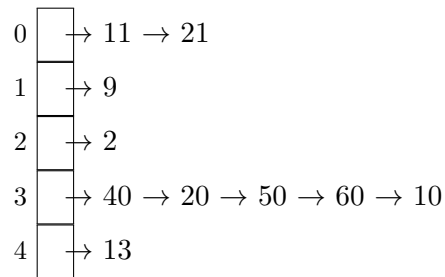 0 → 11 → 21
1 → 9
2 → 2
3 → 40 → 20 → 50 → 60 → 10
4 → 13